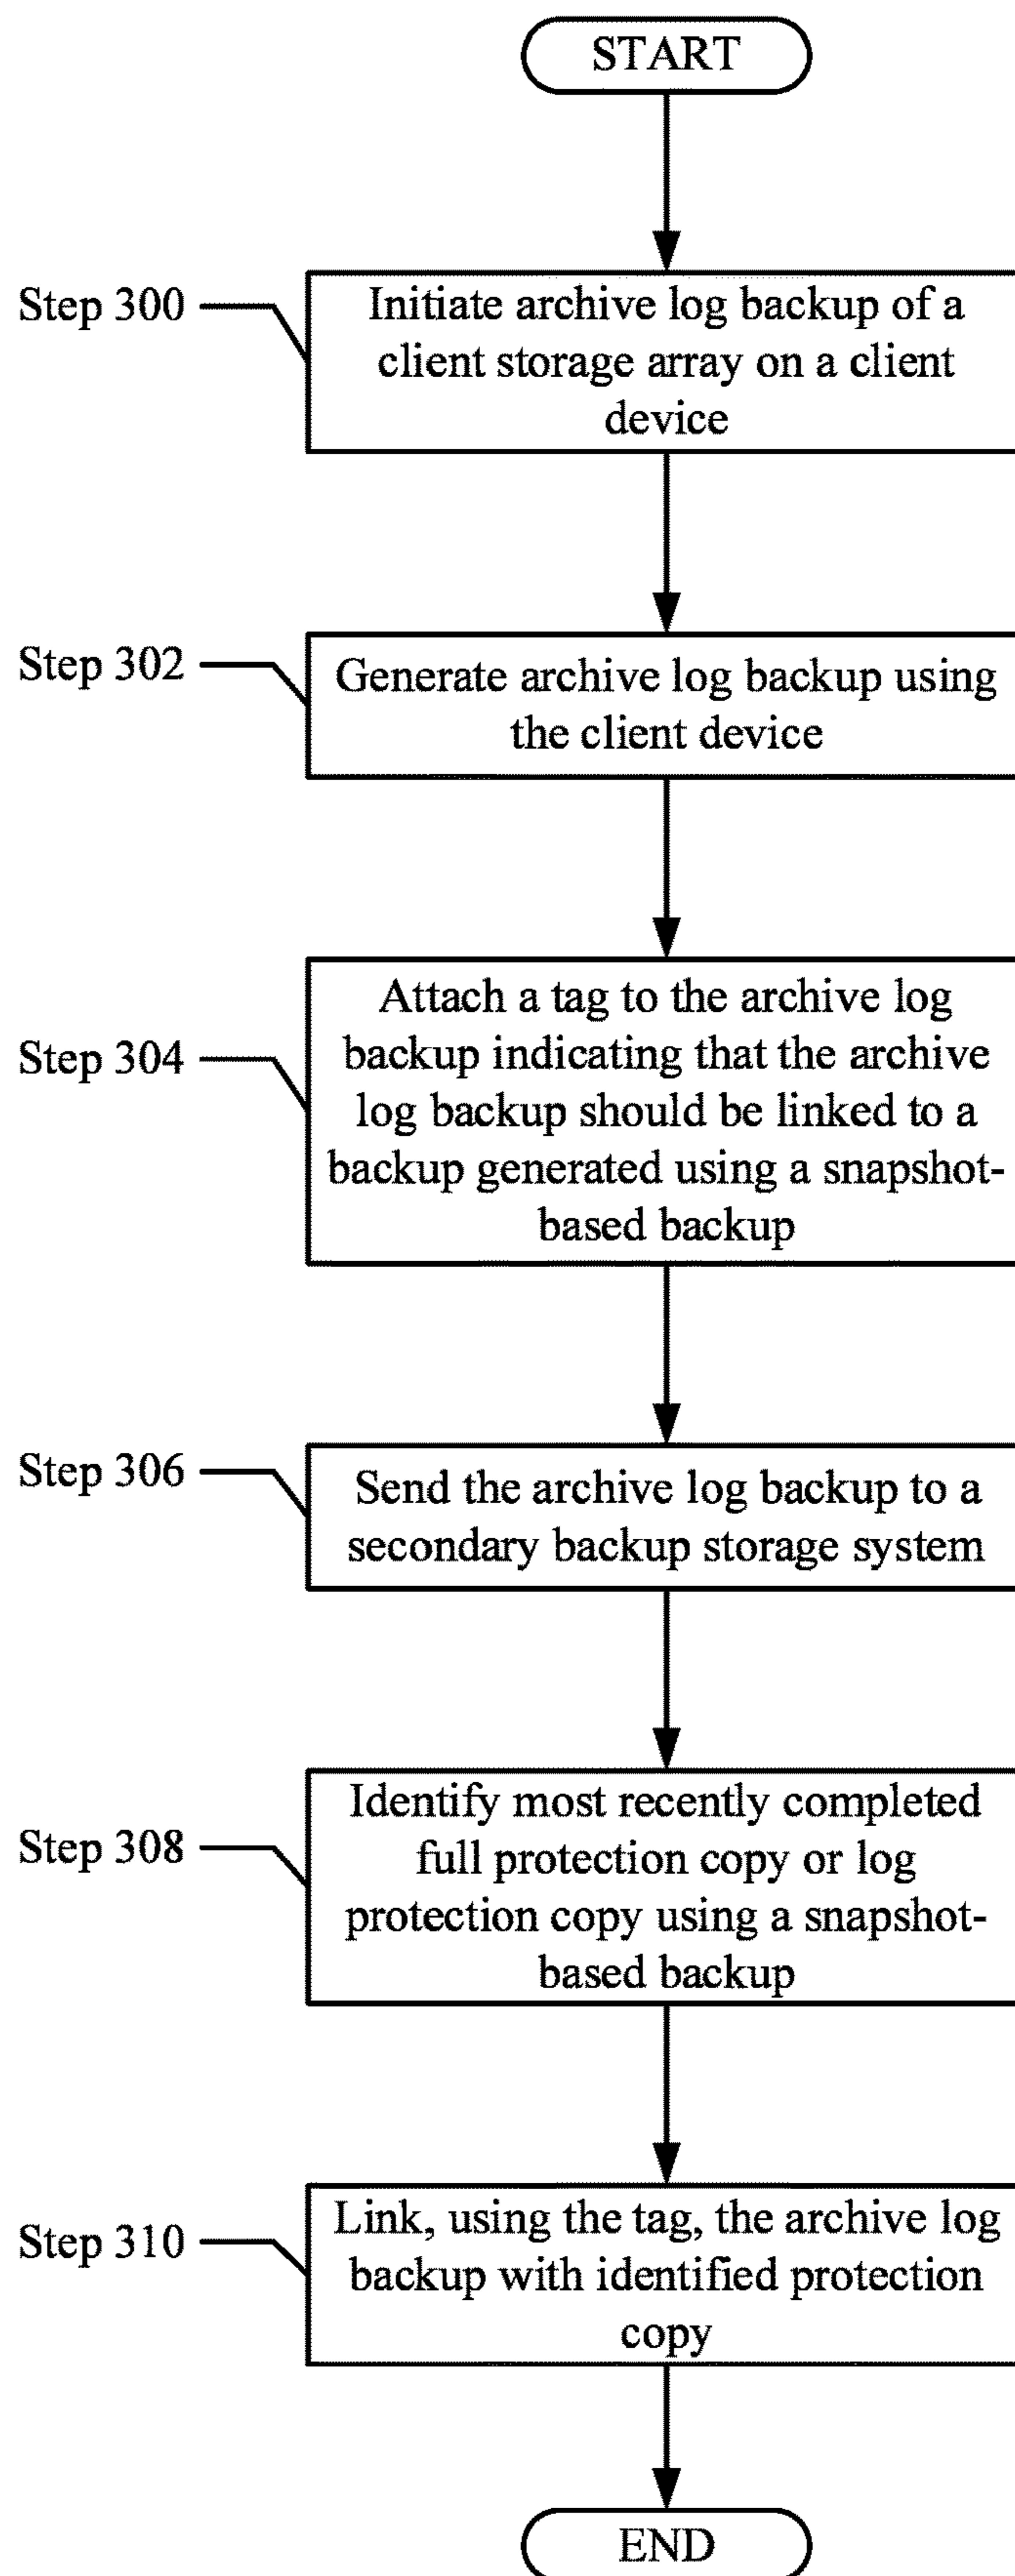 START
Step 300
Initiate archive log backup of a
client storage array on a client
device
Step 302
Generate archive log backup using
the client device
Step 304
Attach a tag to the archive log
backup indicating that the archive
log backup should be linked to a
backup generated using a snapshot-
based backup
Step 306
Send the archive log backup to a
secondary backup storage system
Step 308
Identify most recently completed
full protection copy or log
protection copy using a snapshot-
based backup
Step 310
Link, using the tag, the archive log
backup with identified protection
copy
END